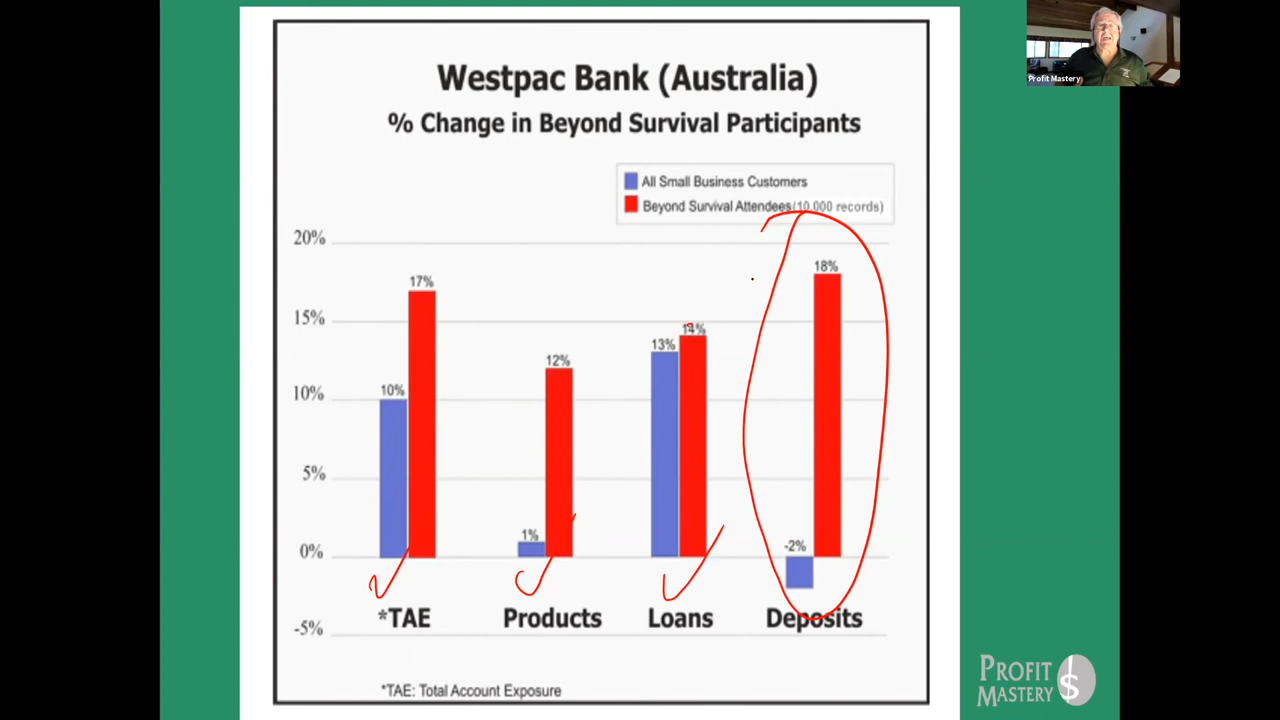 Westpac Bank (Australia)
% Change in Beyond Survival Participants
All Small Business Customers
Beyond Survival Attendees (10,000 records)
20%
15%
10%
5%
0%
-5%
10%
17%
1%
12%
13%
14%
-2%
18%
*TAE
Products
Loans
Deposits
*TAE: Total Account Exposure
Profit Mastery
PROFIT
MASTERY